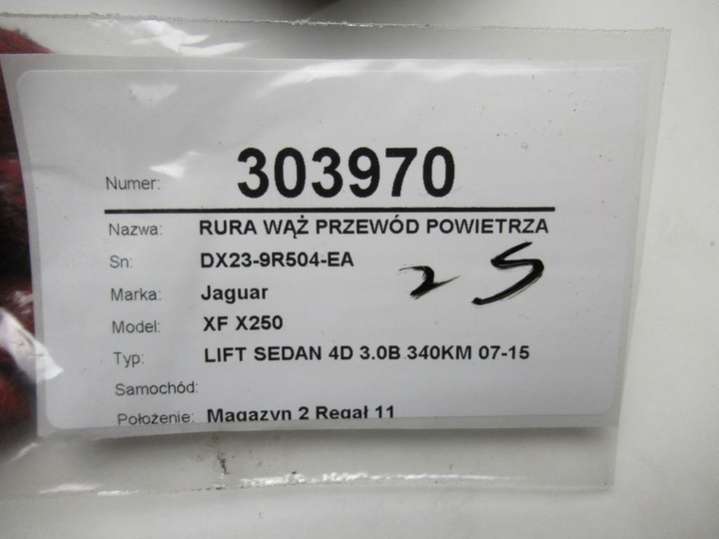 Numer: 303970
Nazwa: RURA WĄŻ PRZEWÓD POWIETRZA
Sn: DX23-9R504-EA
25
Marka: Jaguar
Model: XF X250
Typ: LIFT SEDAN 4D 3.0B 340KM 07-15
Samochód:
Położenie: Magazyn 2 Regał 11